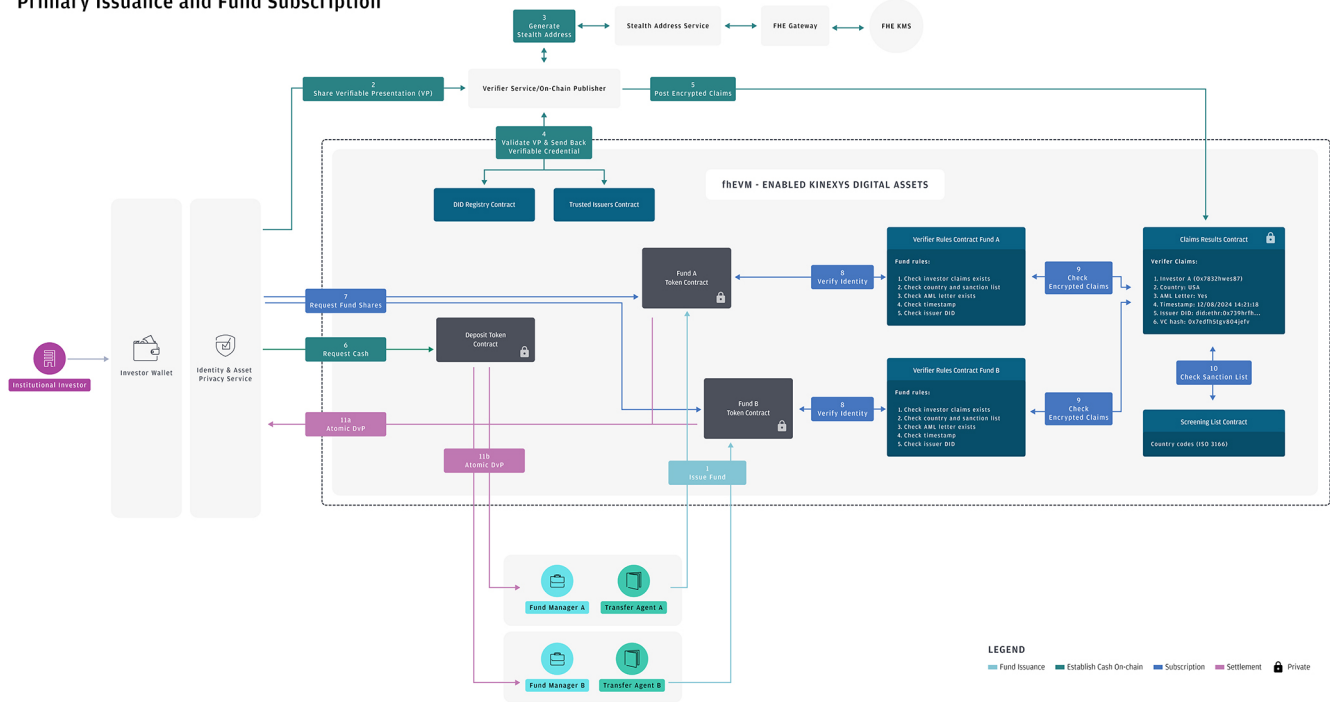 Primary Issuance and Fund Subscription
3
Generate
Stealth Address
Stealth Address Service
FHE Gateway
FHE KMS
2
Share Verifiable Presentation (VP)
Verifier Service/On-Chain Publisher
5
Post Encrypted Claims
4
Validate VP & Send Back
Verifiable Credential
fhEVM - ENABLED KINEXYS DIGITAL ASSETS
DID Registry Contract
Trusted Issuers Contract
Institutional Investor
Investor Wallet
Identity & Asset
Privacy Service
7
Request Fund Shares
6
Request Cash
Deposit Token
Contract
11a
Atomic DvP
11b
Atomic DvP
Fund A
Token Contract
Fund B
Token Contract
1
Issue Fund
8
Verify Identity
8
Verify Identity
Verifier Rules Contract Fund A
Fund rules:
1. Check investor claims exists
2. Check country and sanction list
3. Check AML letter exists
4. Check timestamp
5. Check issuer DID
Verifier Rules Contract Fund B
Fund rules:
1. Check investor claims exists
2. Check country and sanction list
3. Check AML letter exists
4. Check timestamp
5. Check issuer DID
9
Check
Encrypted Claims
9
Check
Encrypted Claims
Claims Results Contract
Verifer Claims:
1. Investor A (0x7832hwes87)
2. Country: USA
3. AML Letter: Yes
4. Timestamp: 12/08/2024 14:21:18
5. Issuer DID: did:ethr:0x739hrfh...
6. VC hash: 0x7edfh5tgv804jefv
10
Check Sanction List
Screening List Contract
Country codes (ISO 3166)
Fund Manager A
Transfer Agent A
Fund Manager B
Transfer Agent B
LEGEND
Fund Issuance
Establish Cash On-chain
Subscription
Settlement
Private